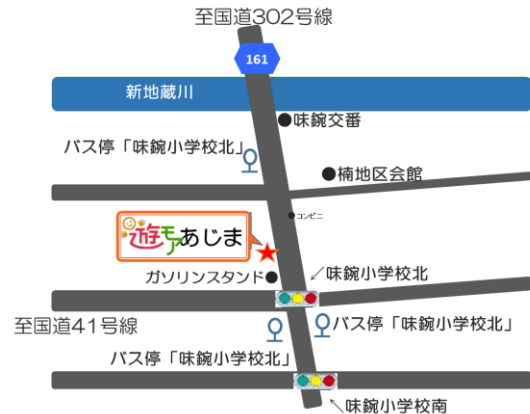 至国道302号線
161
新地蔵川
味鋺交番
バス停「味鋺小学校北」
楠地区会館
コンビニ
遊モアあじま
ガソリンスタンド
味鋺小学校北
至国道41号線
バス停「味鋺小学校北」
バス停「味鋺小学校北」
味鋺小学校南